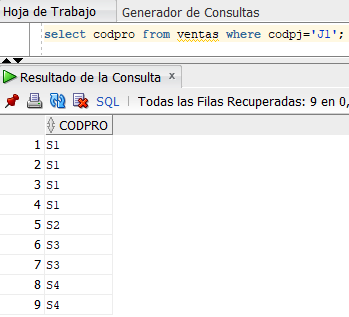 Hoja de Trabajo Generador de Consultas
select codpro from ventas where codpj='J1';
Resultado de la Consulta x
SQL | Todas las Filas Recuperadas: 9 en 0,
CODPRO
1 S1
2 S1
3 S1
4 S1
5 S2
6 S3
7 S3
8 S4
9 S4